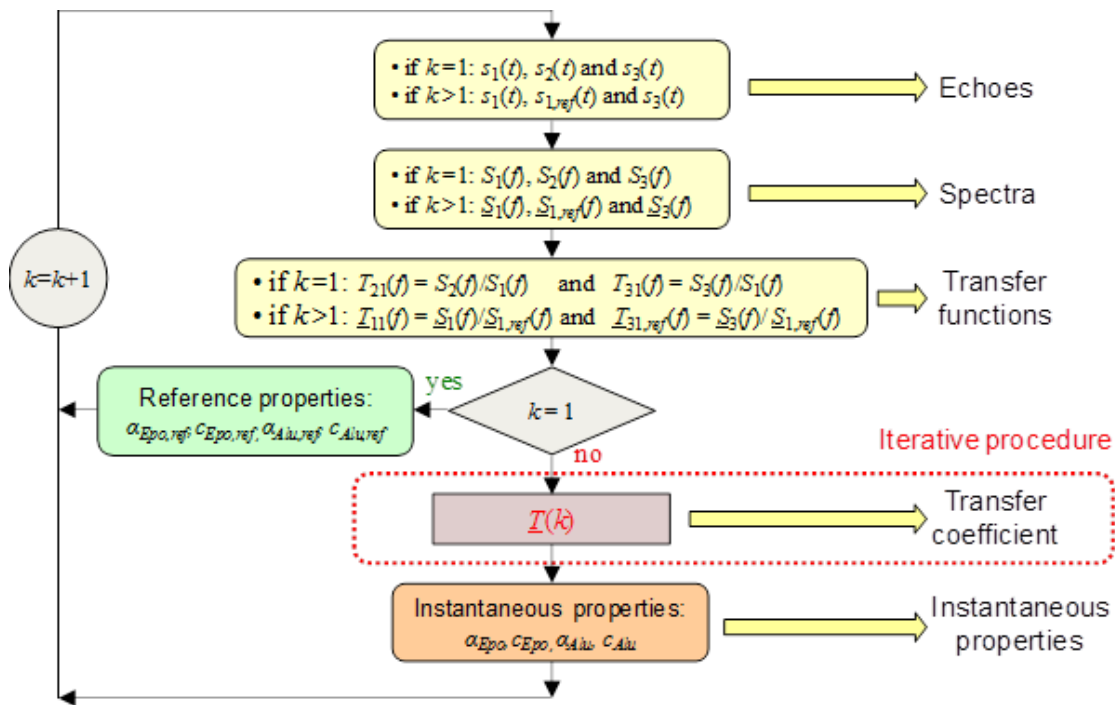 • if k=1: s₁(t), s₂(t) and s₃(t)
• if k>1: s₁(t), s₁,ref(t) and s₃(t)
Echoes
• if k=1: S₁(f), S₂(f) and S₃(f)
• if k>1: S₁(f), S₁,ref(f) and S₃(f)
Spectra
k=k+1
• if k=1: T₂₁(f) = S₂(f)/S₁(f) and T₃₁(f) = S₃(f)/S₁(f)
• if k>1: T₁₁(f) = S₁(f)/S₁,ref(f) and T₃₁,ref(f) = S₃(f)/ S₁,ref(f)
Transfer
functions
Reference properties:
αEpo,ref, cEpo,ref, αAlu,ref, cAlu,ref
yes
k= 1
no
Iterative procedure
T(k)
Transfer
coefficient
Instantaneous properties:
αEpo, cEpo, αAlu, cAlu
Instantaneous
properties